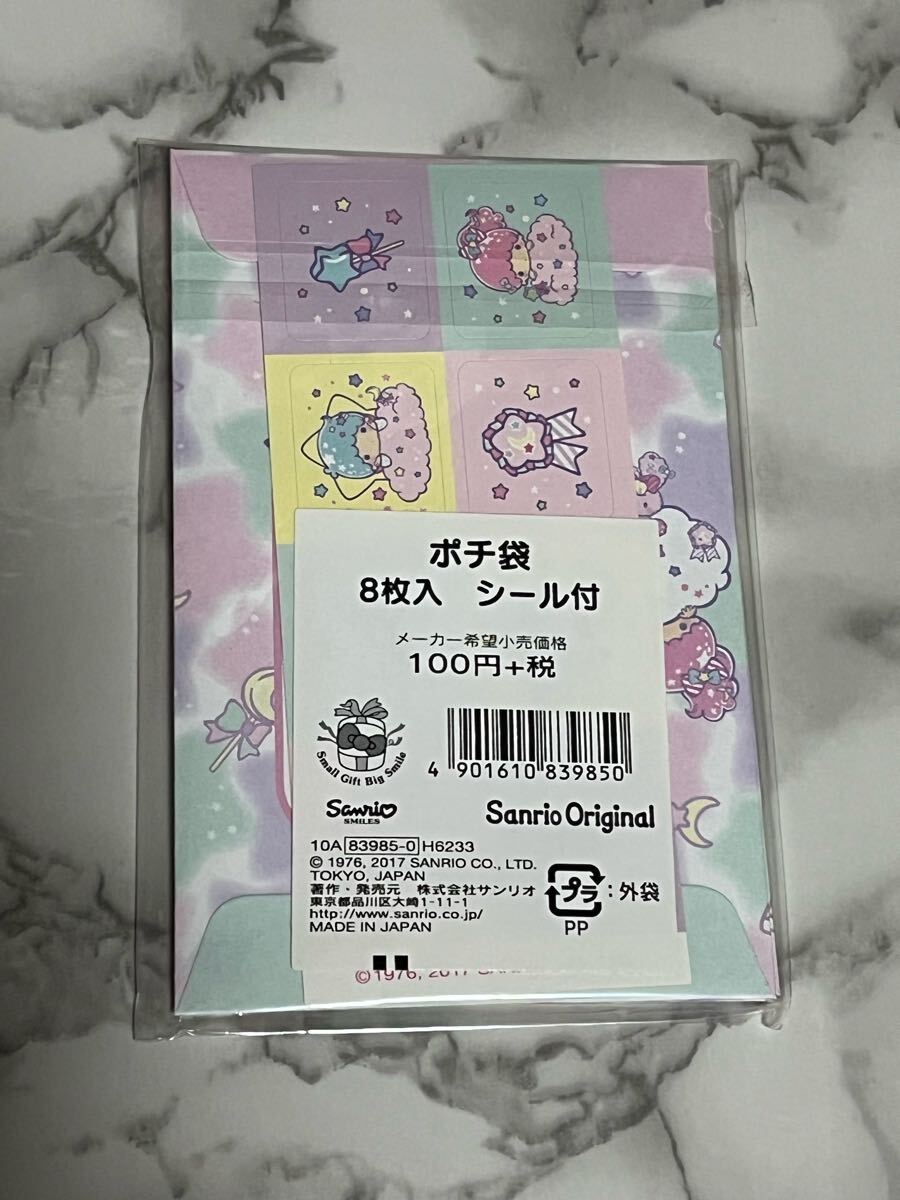 ポチ袋
8枚入 シール付
メーカー希望小売価格
100円+税
Small Gift Big Smile
4 901610 839850
Sanrio
SMILES
Sanrio Original
10A 83985-0 H6233
© 1976, 2017 SANRIO CO., LTD.
TOKYO, JAPAN
著作・発売元 株式会社サンリオ
東京都品川区大崎1-11-1
http://www.sanrio.co.jp/
MADE IN JAPAN
プラ:外袋
PP
©1976, 2017